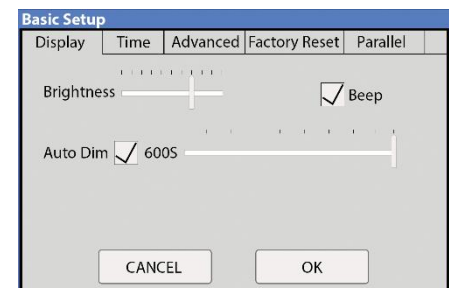 Basic Setup
Display Time Advanced Factory Reset Parallel
Brightness Beep
Auto Dim 600S
CANCEL OK